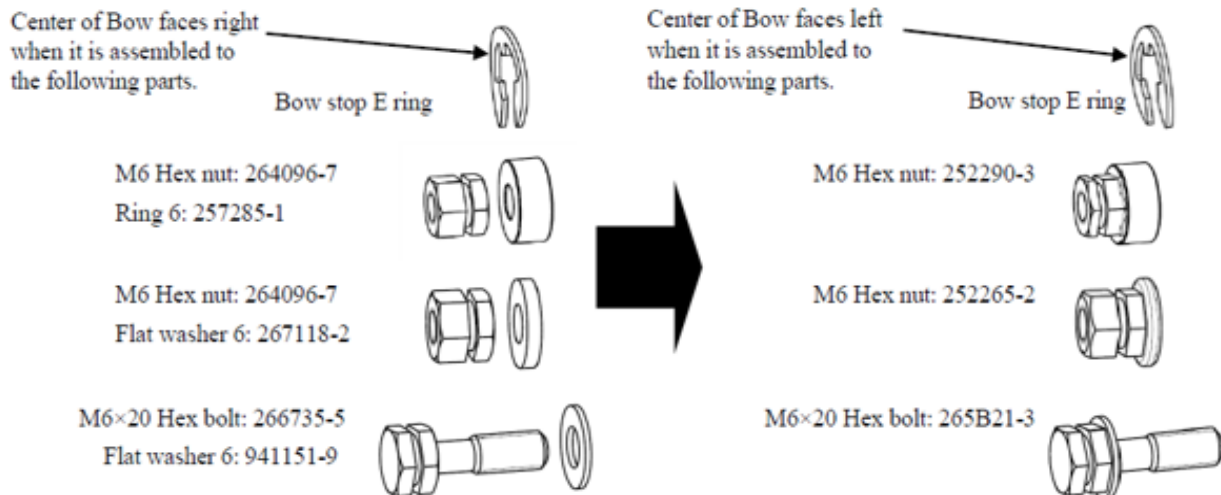 Center of Bow faces right
when it is assembled to
the following parts.
Bow stop E ring
M6 Hex nut: 264096-7
Ring 6: 257285-1
M6 Hex nut: 264096-7
Flat washer 6: 267118-2
M6×20 Hex bolt: 266735-5
Flat washer 6: 941151-9
Center of Bow faces left
when it is assembled to
the following parts.
Bow stop E ring
M6 Hex nut: 252290-3
M6 Hex nut: 252265-2
M6×20 Hex bolt: 265B21-3